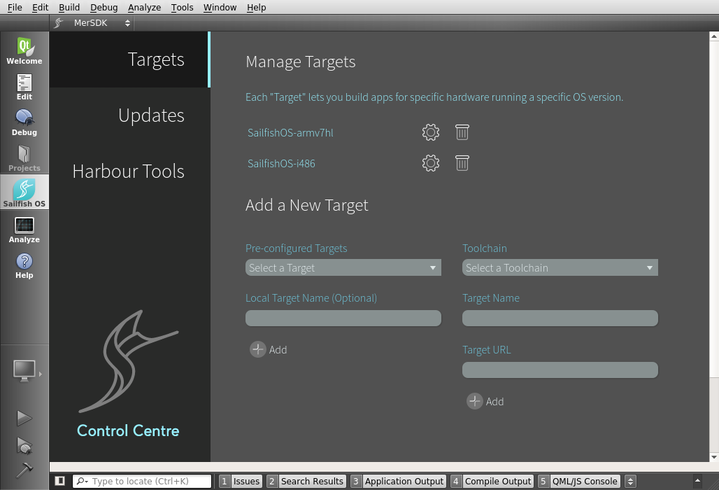 File Edit Build Debug Analyze Tools Window Help
MerSDK
Welcome
Edit
Debug
Projects
Sailfish OS
Analyze
Help
Targets
Updates
Harbour Tools
Control Centre
Manage Targets
Each "Target" lets you build apps for specific hardware running a specific OS version.
SailfishOS-armv7hl
SailfishOS-i486
Add a New Target
Pre-configured Targets Toolchain
Select a Target Select a Toolchain
Local Target Name (Optional) Target Name
Add Target URL
Add
Type to locate (Ctrl+K) 1 Issues 2 Search Results 3 Application Output 4 Compile Output 5 QML/JS Console